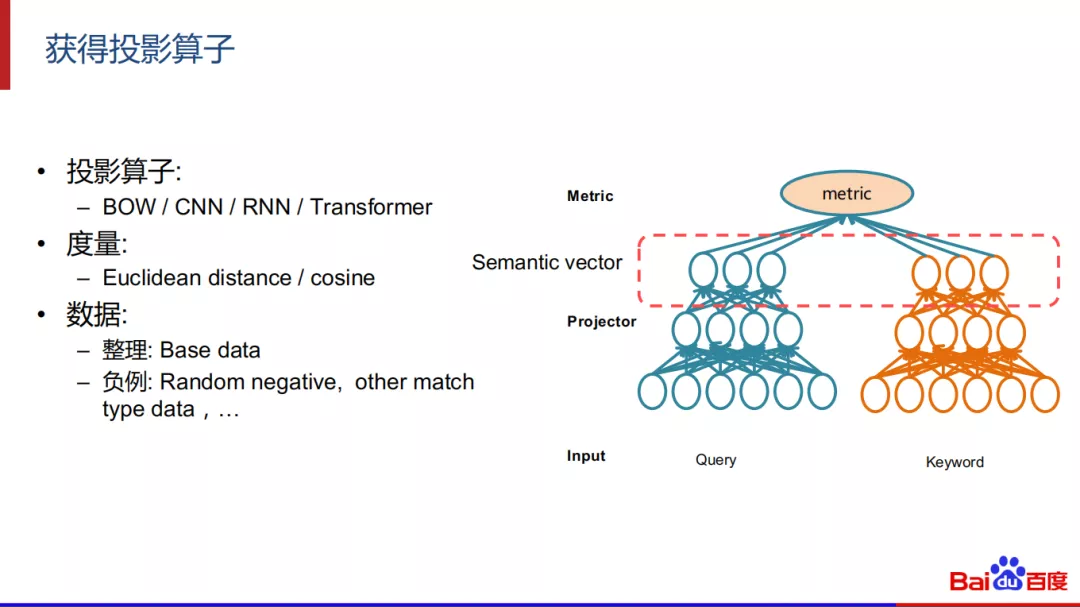 获得投影算子
• 投影算子:
– BOW / CNN / RNN / Transformer
• 度量:
– Euclidean distance / cosine
• 数据:
– 整理: Base data
– 负例: Random negative, other match
type data，…
Metric
metric
Semantic vector
Projector
Input
Query
Keyword
Bai du 百度